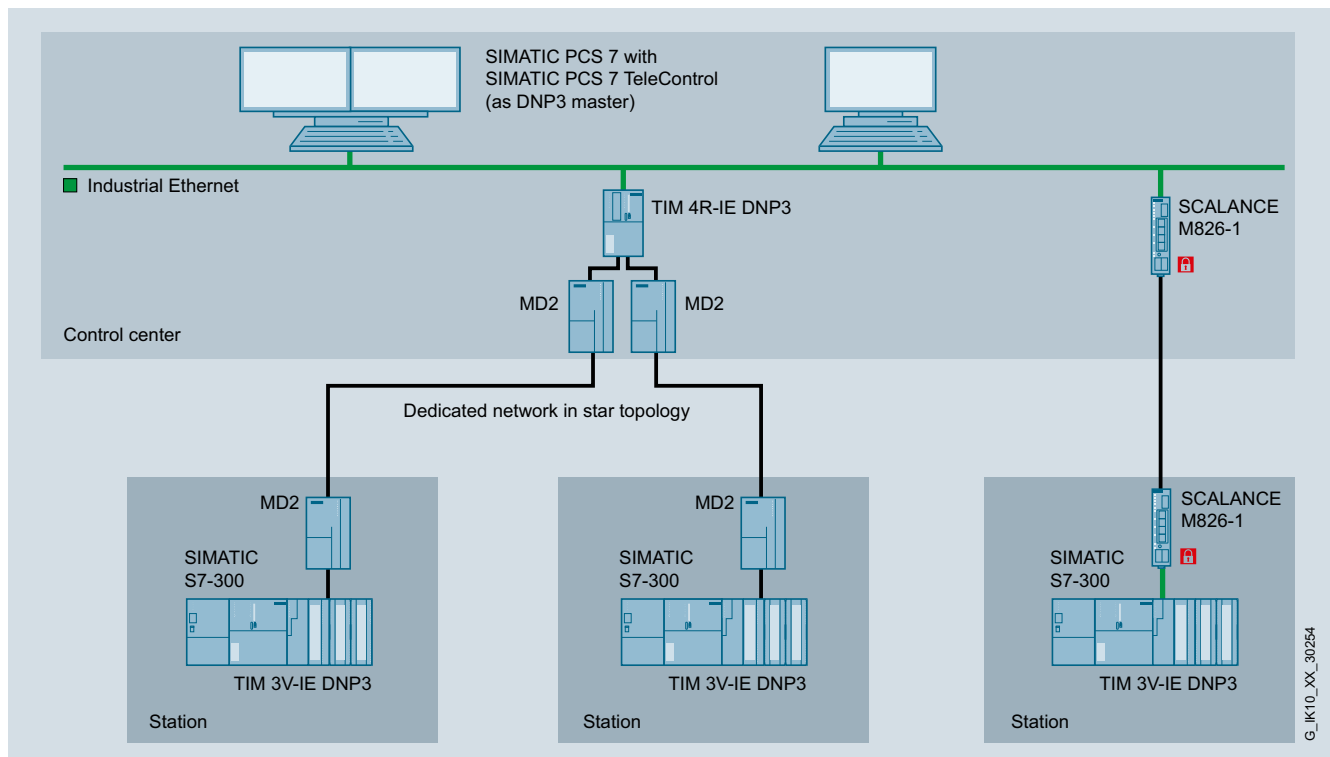 SIMATIC PCS 7 with
SIMATIC PCS 7 TeleControl
(as DNP3 master)
Industrial Ethernet
TIM 4R-IE DNP3
SCALANCE
M826-1
MD2
MD2
Control center
Dedicated network in star topology
MD2
SIMATIC
S7-300
TIM 3V-IE DNP3
Station
MD2
SIMATIC
S7-300
TIM 3V-IE DNP3
Station
SCALANCE
M826-1
SIMATIC
S7-300
TIM 3V-IE DNP3
Station
G_IK10_XX_30254